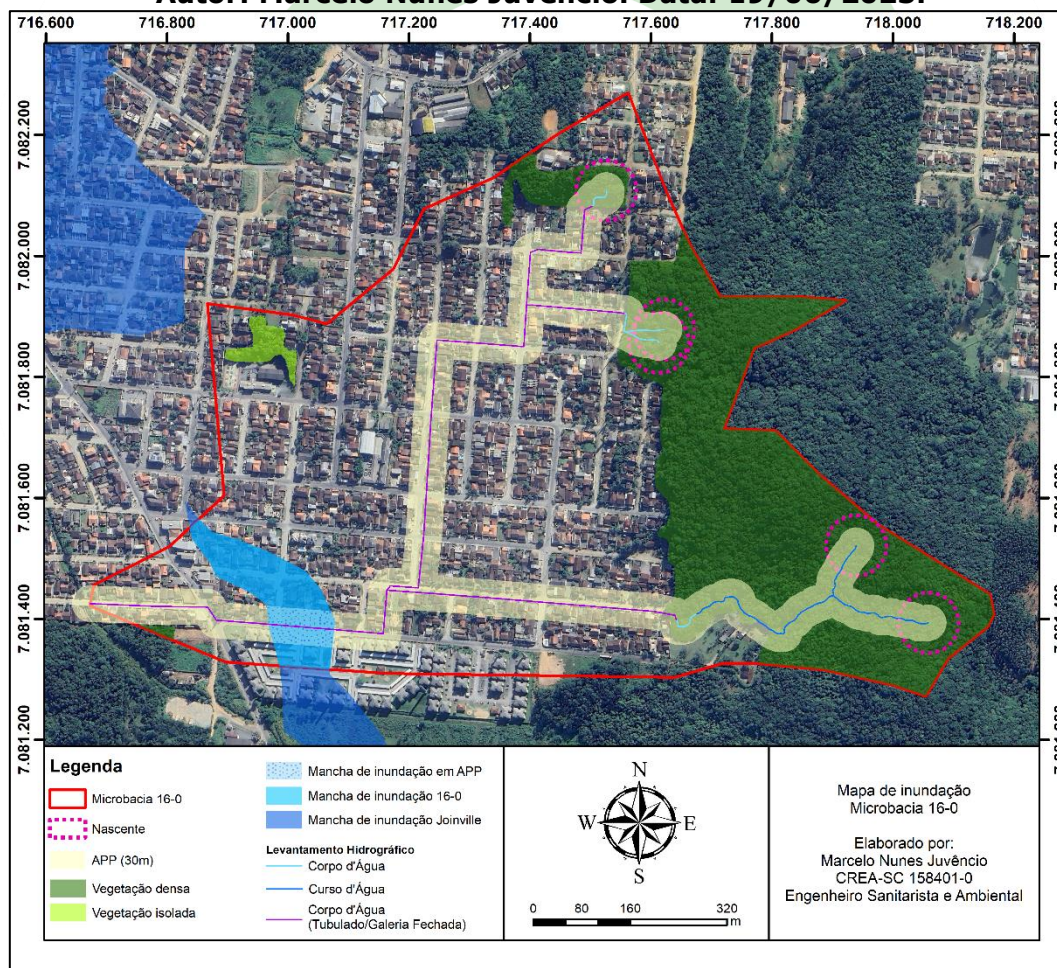 Autor: Marcelo Nunes Juvêncio. Data: 19/06/2023.
716.600 716.800 717.000 717.200 717.400 717.600 717.800 718.000 718.200
7.082.200
7.082.000
7.081.800
7.081.600
7.081.400
7.081.200
Legenda
Microbacia 16-0
Nascente
APP (30m)
Vegetação densa
Vegetação isolada
Mancha de inundação em APP
Mancha de inundação 16-0
Mancha de inundação Joinville
Levantamento Hidrográfico
Corpo d'Água
Curso d'Água
Corpo d'Água
(Tubulado/Galeria Fechada)
N
W E
S
0 80 160 320
m
Mapa de inundação
Microbacia 16-0
Elaborado por:
Marcelo Nunes Juvêncio
CREA-SC 158401-0
Engenheiro Sanitarista e Ambiental